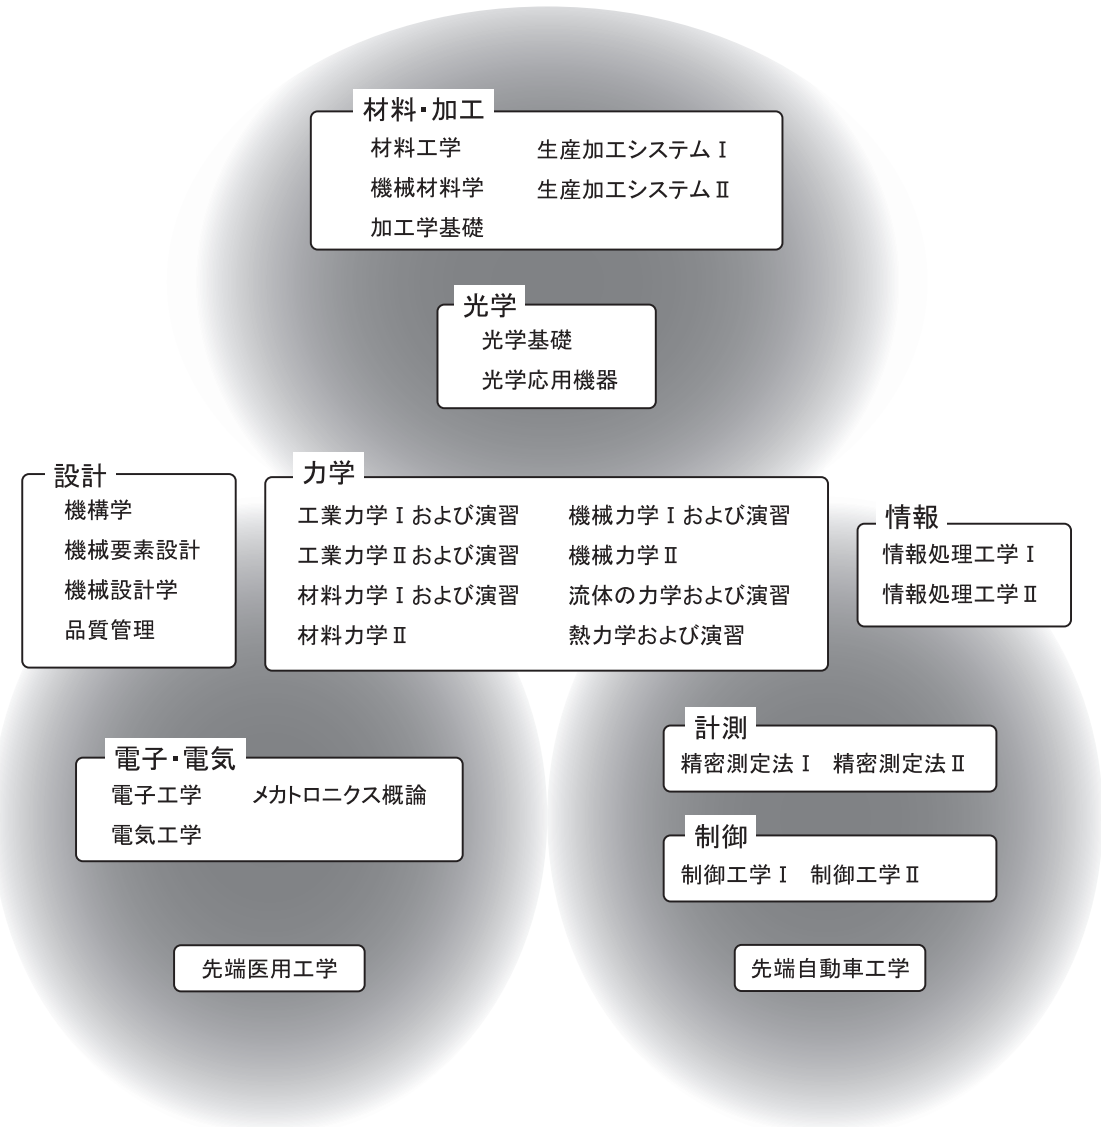 材料・加工
材料工学 生産加工システムⅠ
機械材料学 生産加工システムⅡ
加工学基礎
光学
光学基礎
光学応用機器
設計
機構学
機械要素設計
機械設計学
品質管理
力学
工業力学Ⅰおよび演習 機械力学Ⅰおよび演習
工業力学Ⅱおよび演習 機械力学Ⅱ
材料力学Ⅰおよび演習 流体の力学および演習
材料力学Ⅱ 熱力学および演習
情報
情報処理工学Ⅰ
情報処理工学Ⅱ
電子・電気
電子工学 メカトロニクス概論
電気工学
計測
精密測定法Ⅰ 精密測定法Ⅱ
制御
制御工学Ⅰ 制御工学Ⅱ
先端医用工学
先端自動車工学